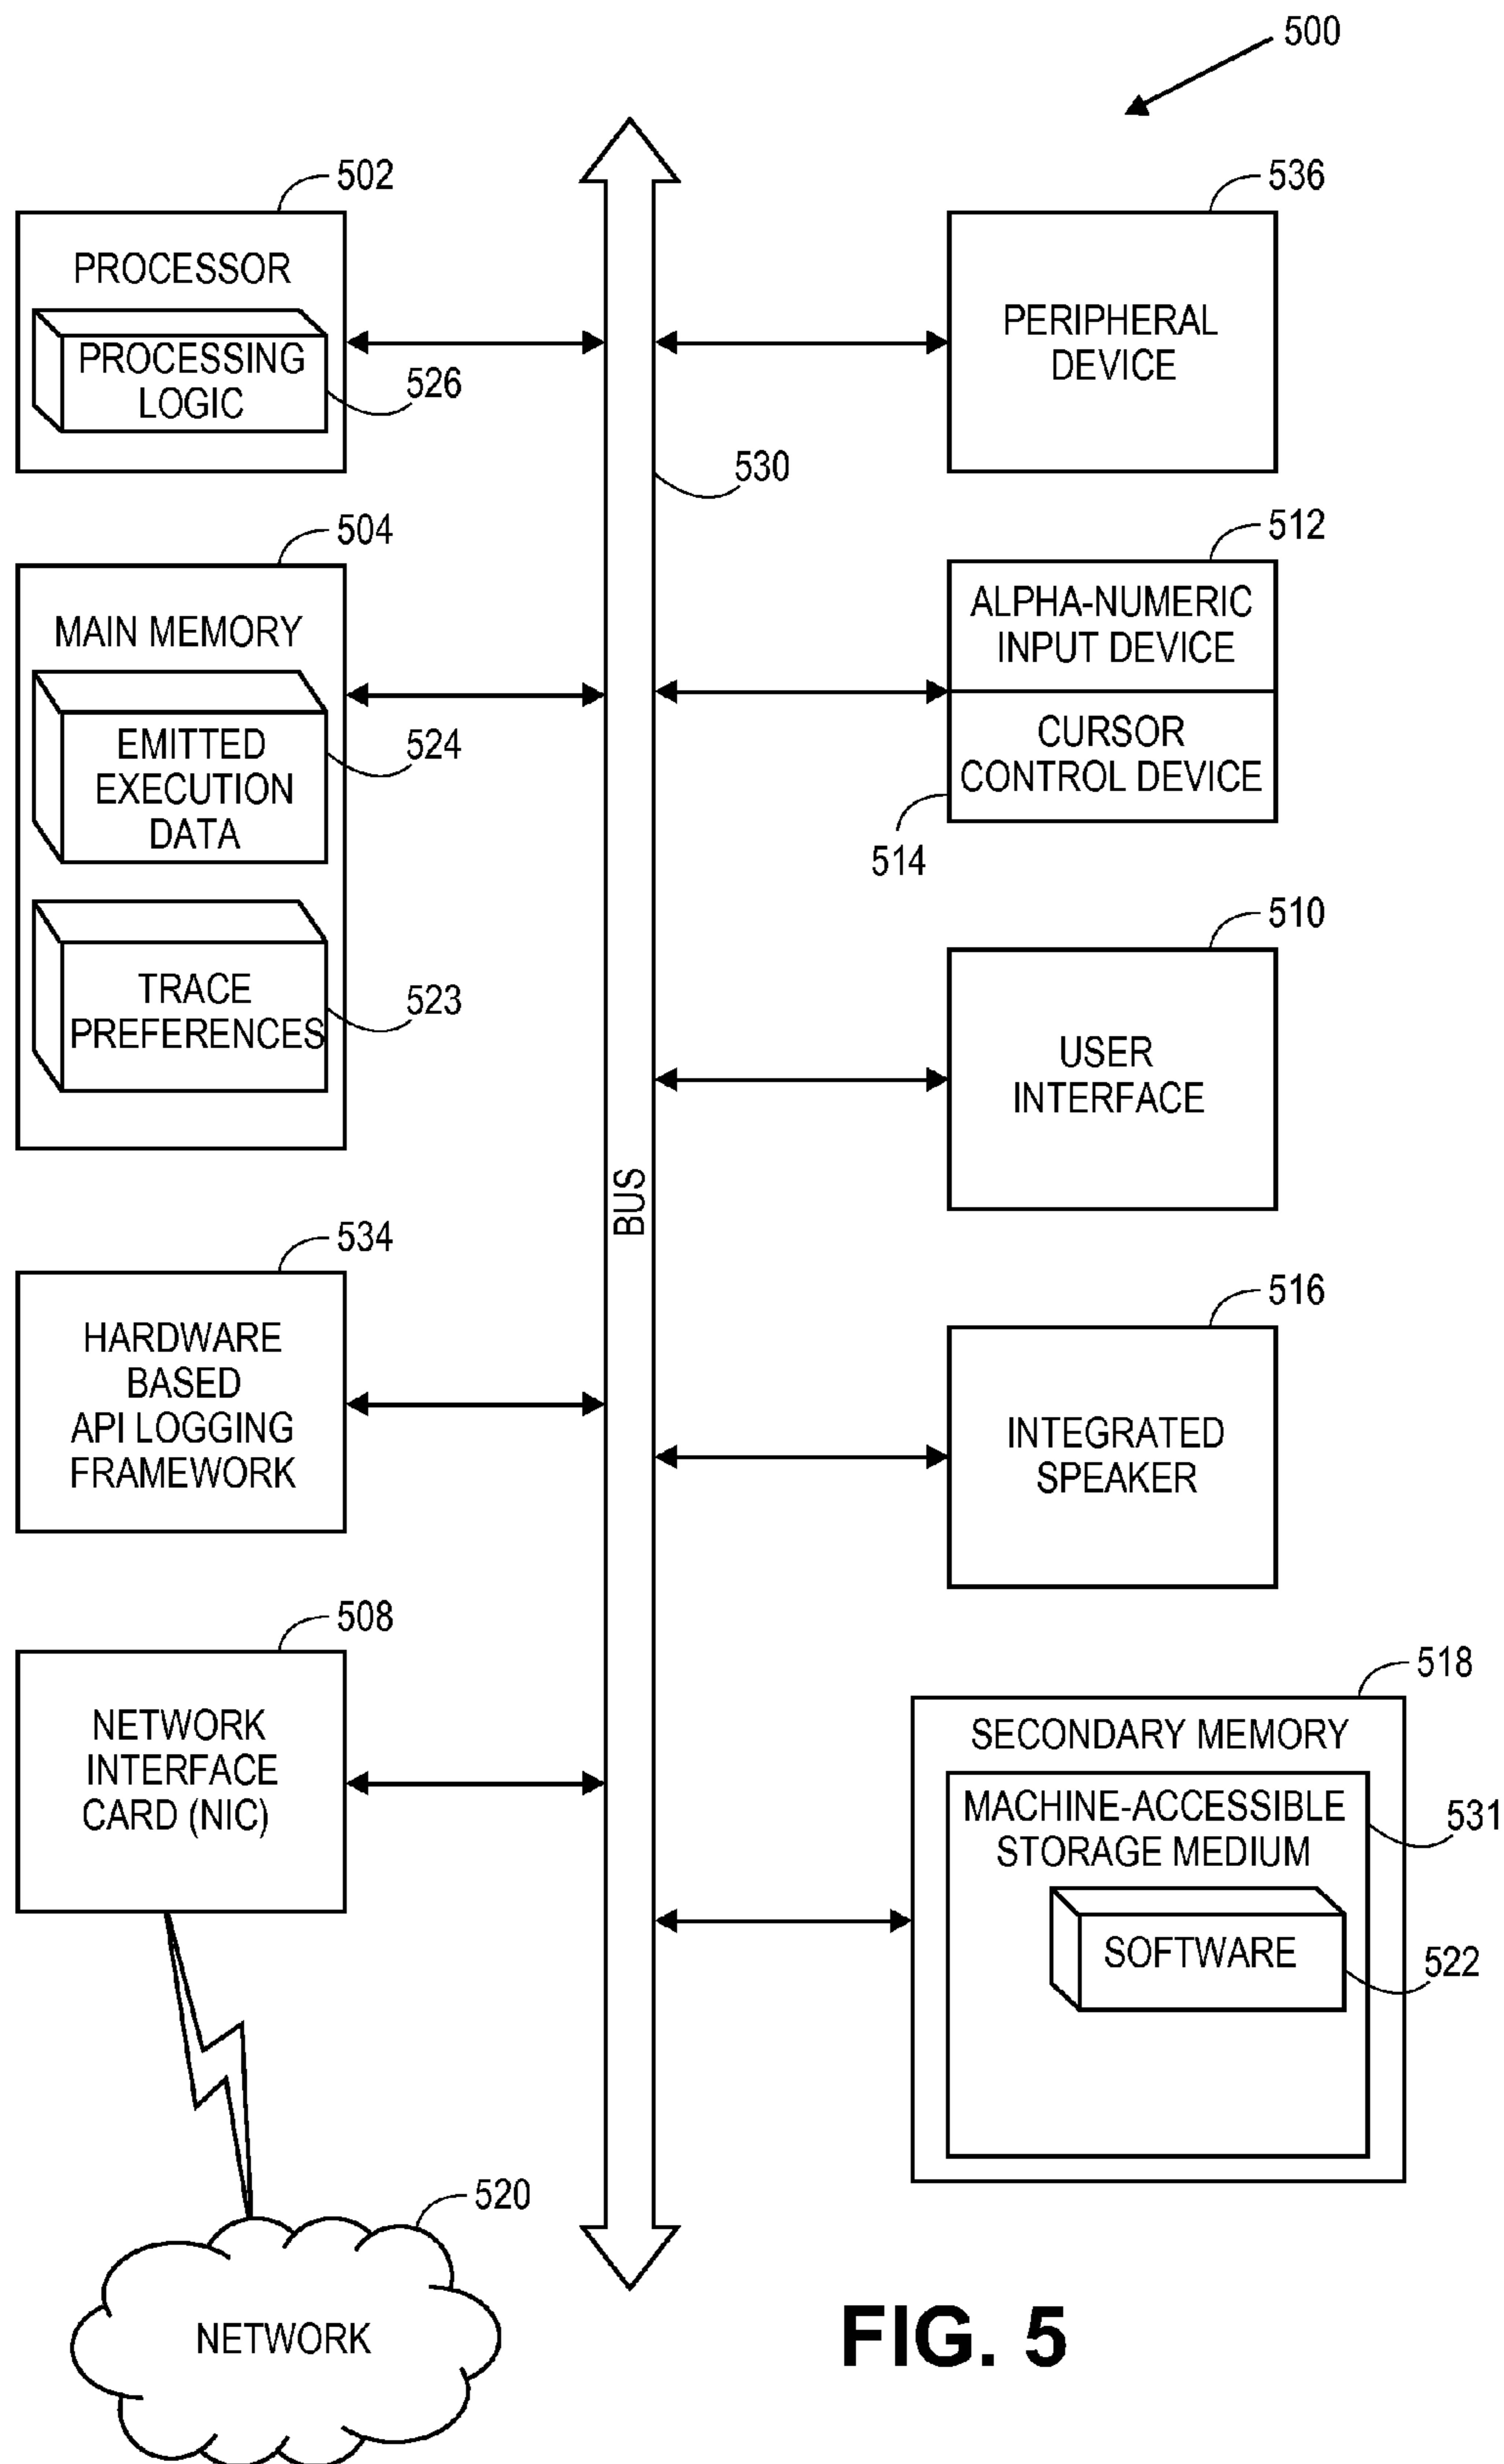 500
502
PROCESSOR
PROCESSING
LOGIC
526
504
MAIN MEMORY
EMITTED
EXECUTION
DATA
524
TRACE
PREFERENCES
523
534
HARDWARE
BASED
API LOGGING
FRAMEWORK
508
NETWORK
INTERFACE
CARD (NIC)
520
NETWORK
530
BUS
536
PERIPHERAL
DEVICE
512
ALPHA-NUMERIC
INPUT DEVICE
CURSOR
CONTROL DEVICE
514
510
USER
INTERFACE
516
INTEGRATED
SPEAKER
518
SECONDARY MEMORY
MACHINE-ACCESSIBLE
STORAGE MEDIUM
531
SOFTWARE
522
FIG. 5